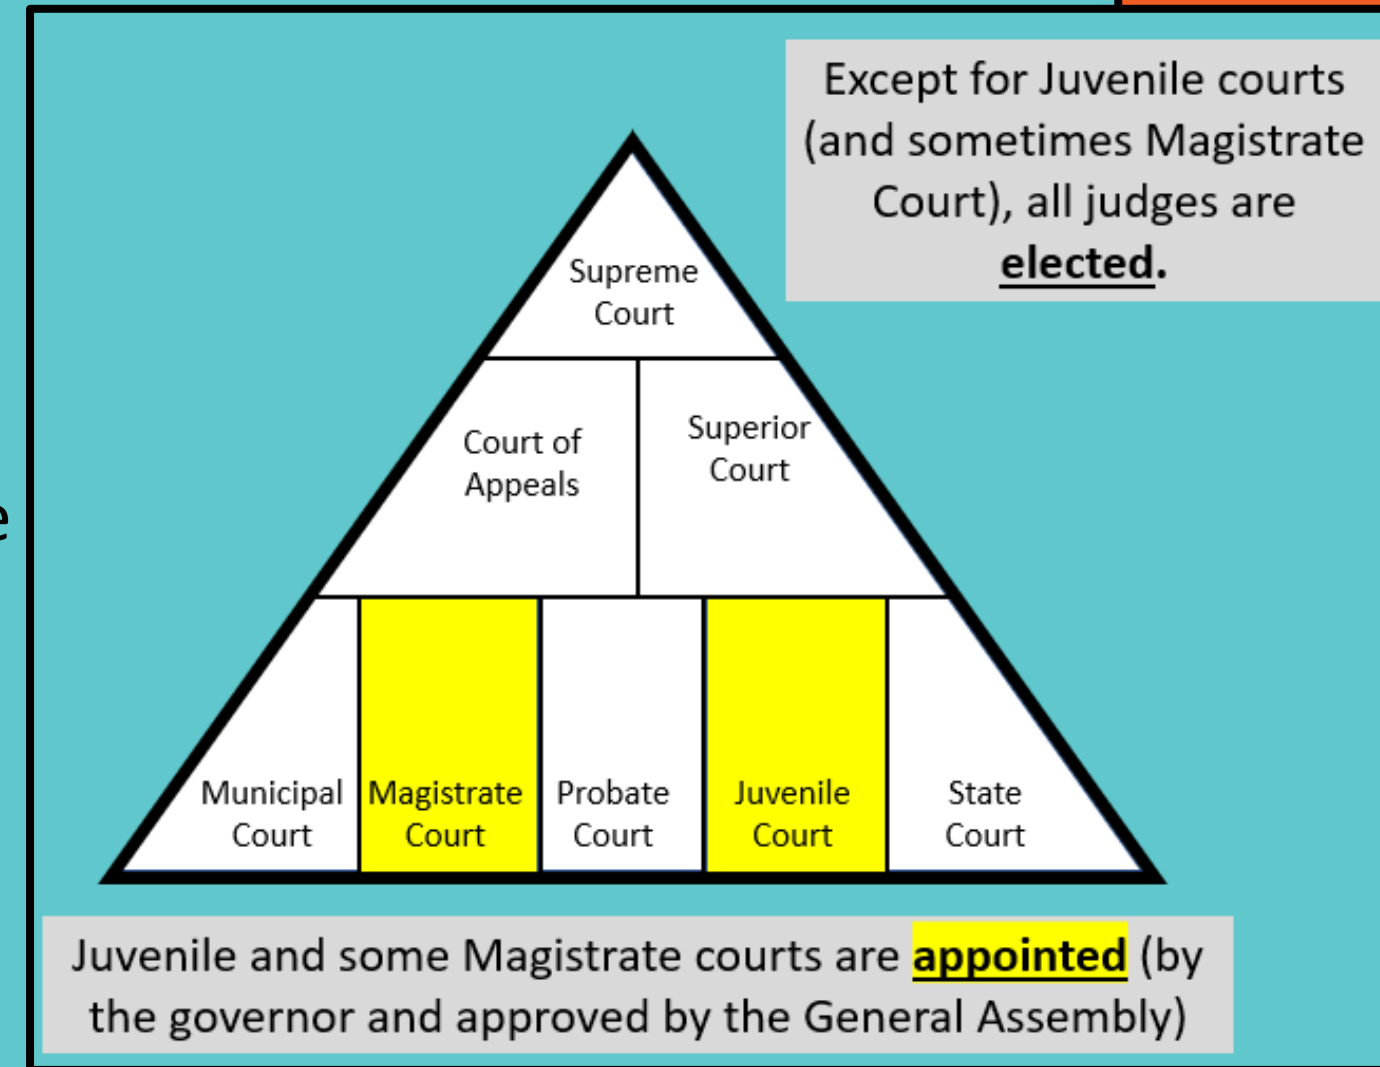 Except for Juvenile courts
(and sometimes Magistrate
Court), all judges are
elected.
Supreme
Court
Court of
Appeals
Superior
Court
e
Municipal
Court
Magistrate
Court
Probate
Court
Juvenile
Court
State
Court
Juvenile and some Magistrate courts are appointed (by
the governor and approved by the General Assembly)